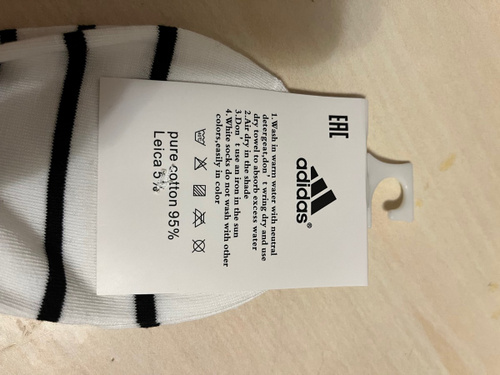 EAC
adidas®
1.Wash in warm water with neutral
detergeat,don't wring dry and use
dry towel to absorb excess water
2.Air dry in the shade
3.Don't use an iron in the sun
4.White socks do not wash with other
colors,easily in color
pure cotton 95%
Leica 5%